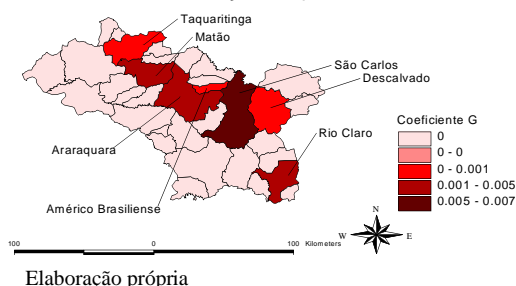 Taquaritinga
Matão
São Carlos
Descalvado
Rio Claro
Araraquara
Américo Brasiliense
Coeficiente G
0
0 - 0
0 - 0.001
0.001 - 0.005
0.005 - 0.007
N
W E
S
100 0 100 Kilometers
Elaboração própria